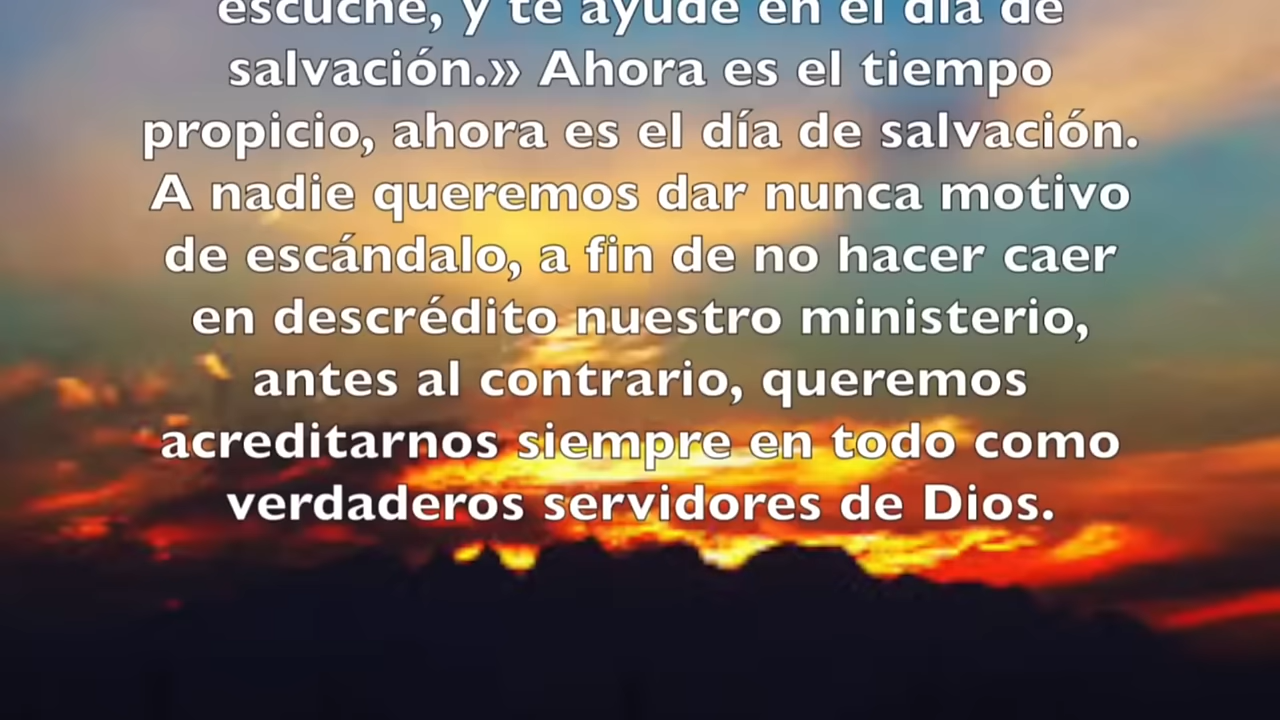 escuché, y te ayudé en el día de
salvación.» Ahora es el tiempo
propicio, ahora es el día de salvación.
A nadie queremos dar nunca motivo
de escándalo, a fin de no hacer caer
en descrédito nuestro ministerio,
antes al contrario, queremos
acreditarnos siempre en todo como
verdaderos servidores de Dios.